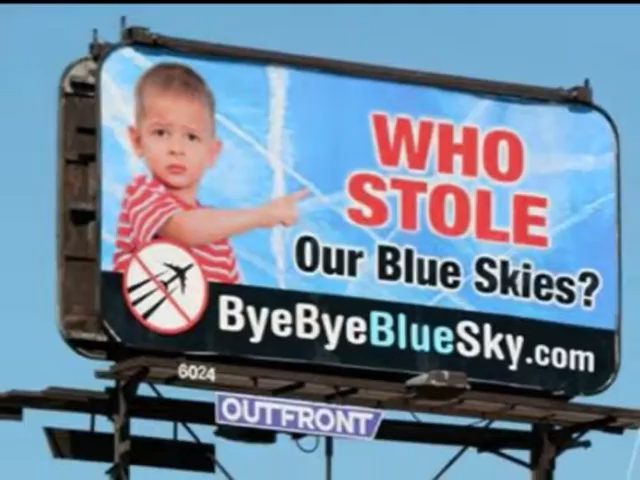 WHO
STOLE
Our Blue Skies?
ByeByeBlueSky.com
6024
OUTFRONT